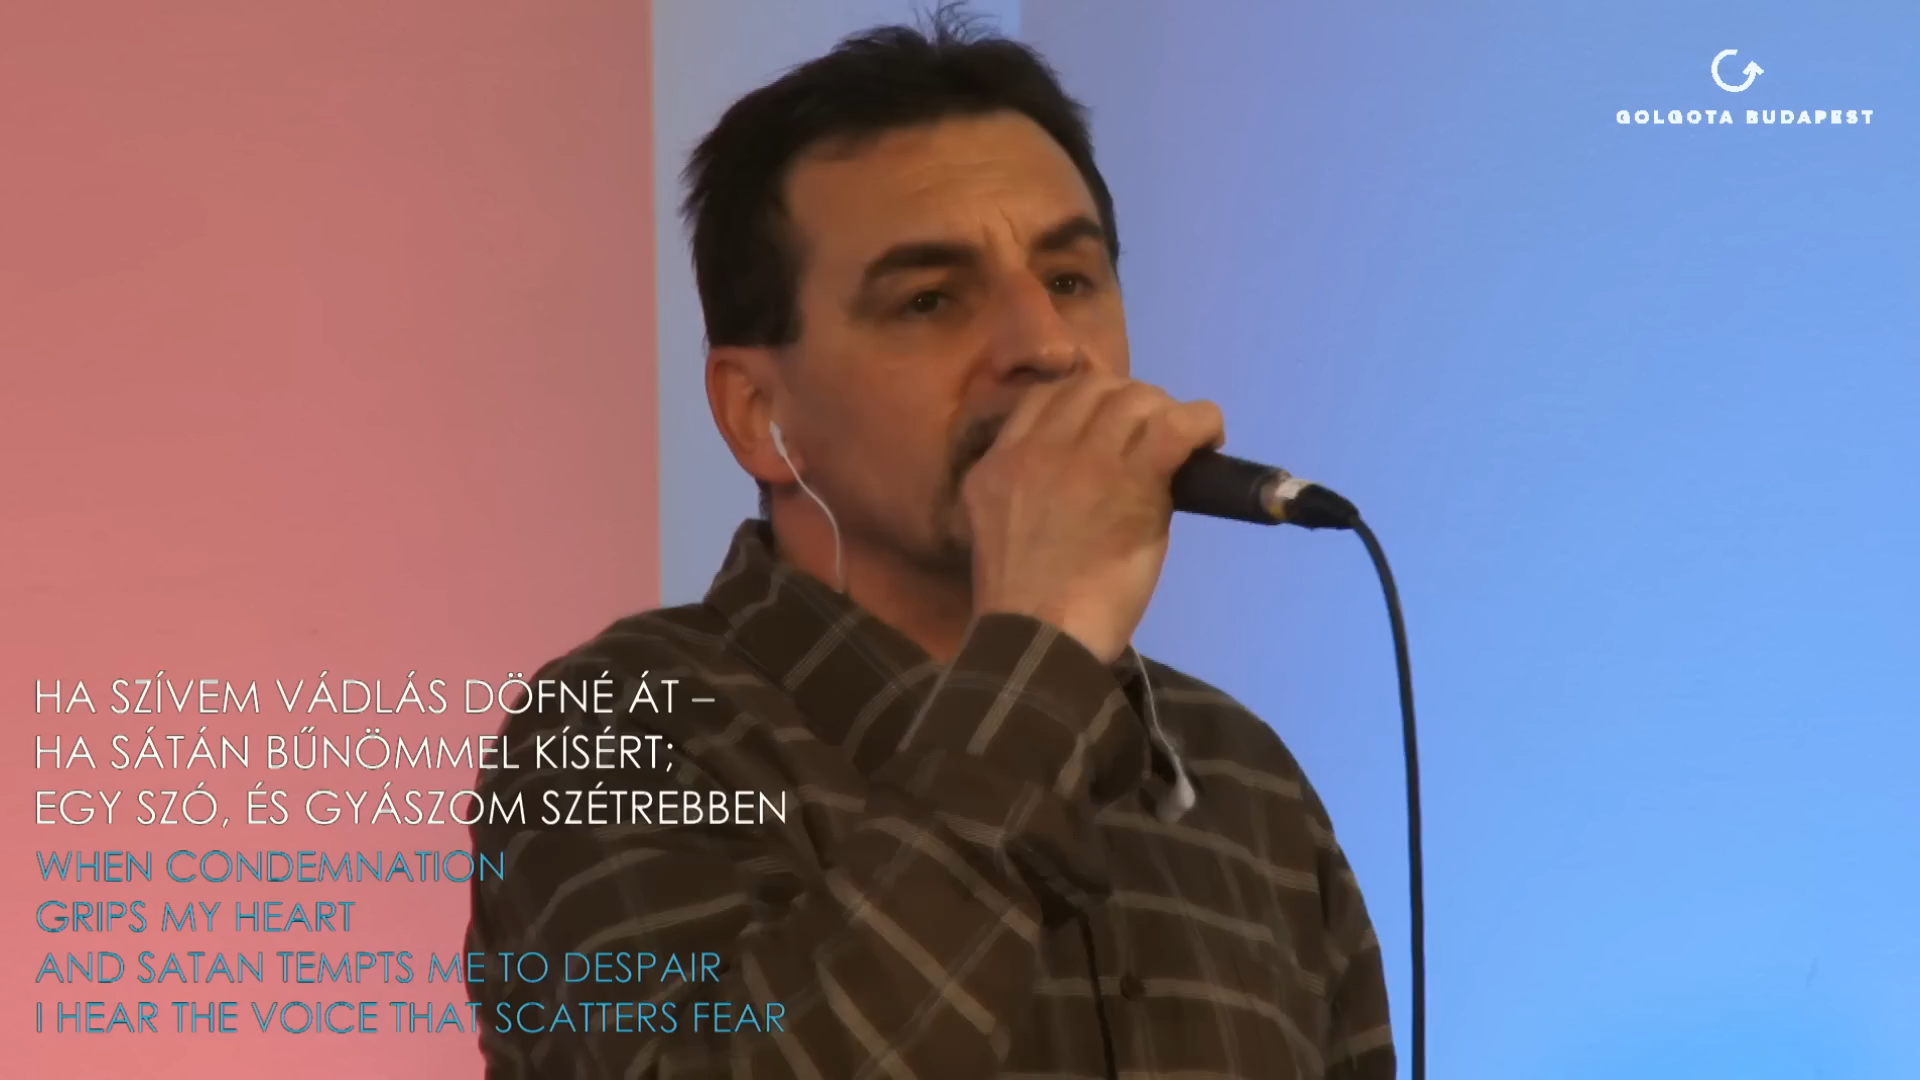 GOLGOTA BUDAPEST
HA SZÍVEM VÁDLÁS DÖFNÉ ÁT –
HA SÁTÁN BŰNÖMMEL KÍSÉRT;
EGY SZÓ, ÉS GYÁSZOM SZÉTREBBEN
WHEN CONDEMNATION
GRIPS MY HEART
AND SATAN TEMPTS ME TO DESPAIR
I HEAR THE VOICE THAT SCATTERS FEAR